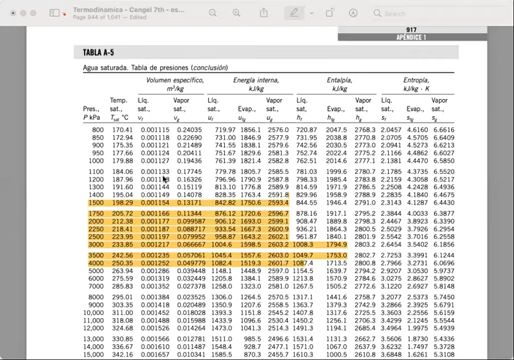 Termodinamica - Cengel 7th - es...
Page 944 of 1,041 — Edited
Search
917
APÉNDICE 1
TABLA A-5
Agua saturada. Tabla de presiones (conclusión)
Volumen específico, m³/kg Energía interna, kJ/kg Entalpía, kJ/kg Entropía, kJ/kg · K
Pres., P kPa Temp. sat., Tsat °C Líq. sat., vf Vapor sat., vg Líq. sat., uf Evap., ufg Vapor sat., ug Líq. sat., hf Evap., hfg Vapor sat., hg Líq. sat., sf Evap., sfg Vapor sat., sg
800 170.41 0.001115 0.24035 719.97 1856.1 2576.0 720.87 2047.5 2768.3 2.0457 4.6160 6.6616
850 172.94 0.001118 0.22690 731.00 1846.9 2577.9 731.95 2038.8 2770.8 2.0705 4.5705 6.6409
900 175.35 0.001121 0.21489 741.55 1838.1 2579.6 742.56 2030.5 2773.0 2.0941 4.5273 6.6213
950 177.66 0.001124 0.20411 751.67 1829.6 2581.3 752.74 2022.4 2775.2 2.1166 4.4862 6.6027
1000 179.88 0.001127 0.19436 761.39 1821.4 2582.8 762.51 2014.6 2777.1 2.1381 4.4470 6.5850
1100 184.06 0.001133 0.17745 779.78 1805.7 2585.5 781.03 1999.6 2780.7 2.1785 4.3735 6.5520
1200 187.96 0.001138 0.16326 796.96 1790.9 2587.8 798.33 1985.4 2783.8 2.2159 4.3058 6.5217
1300 191.60 0.001144 0.15119 813.10 1776.8 2589.9 814.59 1971.9 2786.5 2.2508 4.2428 6.4936
1400 195.04 0.001149 0.14078 828.35 1763.4 2591.8 829.96 1958.9 2788.9 2.2835 4.1840 6.4675
1500 198.29 0.001154 0.13171 842.82 1750.6 2593.4 844.55 1946.4 2791.0 2.3143 4.1287 6.4430
1750 205.72 0.001166 0.11344 876.12 1720.6 2596.7 878.16 1917.1 2795.2 2.3844 4.0033 6.3877
2000 212.38 0.001177 0.099587 906.12 1693.0 2599.1 908.47 1889.8 2798.3 2.4467 3.8923 6.3390
2250 218.41 0.001187 0.088717 933.54 1667.3 2600.9 936.21 1864.3 2800.5 2.5029 3.7926 6.2954
2500 223.95 0.001197 0.079952 958.87 1643.2 2602.1 961.87 1840.1 2801.9 2.5542 3.7016 6.2558
3000 233.85 0.001217 0.066667 1004.6 1598.5 2603.2 1008.3 1794.9 2803.2 2.6454 3.5402 6.1856
3500 242.56 0.001235 0.057061 1045.4 1557.6 2603.0 1049.7 1753.0 2802.7 2.7253 3.3991 6.1244
4000 250.35 0.001252 0.049779 1082.4 1519.3 2601.7 1087.4 1713.5 2800.8 2.7966 3.2731 6.0696
5000 263.94 0.001286 0.039448 1148.1 1448.9 2597.0 1154.5 1639.7 2794.2 2.9207 3.0530 5.9737
6000 275.59 0.001319 0.032449 1205.8 1384.1 2589.9 1213.8 1570.9 2784.6 3.0275 2.8627 5.8902
7000 285.83 0.001352 0.027378 1258.0 1323.0 2581.0 1267.5 1505.2 2772.6 3.1220 2.6927 5.8148
8000 295.01 0.001384 0.023525 1306.0 1264.5 2570.5 1317.1 1441.6 2758.7 3.2077 2.5373 5.7450
9000 303.35 0.001418 0.020489 1350.9 1207.6 2558.5 1363.7 1379.3 2742.9 3.2866 2.3925 5.6791
10,000 311.00 0.001452 0.018028 1393.3 1151.8 2545.2 1407.8 1317.6 2725.5 3.3603 2.2556 5.6159
11,000 318.08 0.001488 0.015988 1433.9 1096.6 2530.4 1450.2 1256.1 2706.3 3.4299 2.1245 5.5544
12,000 324.68 0.001526 0.014264 1473.0 1041.3 2514.3 1491.3 1194.1 2685.4 3.4964 1.9975 5.4939
13,000 330.85 0.001566 0.012781 1511.0 985.5 2496.6 1531.4 1131.3 2662.7 3.5606 1.8730 5.4336
14,000 336.67 0.001610 0.011487 1548.4 928.7 2477.1 1571.0 1067.0 2637.9 3.6232 1.7497 5.3728
15,000 342.16 0.001657 0.010341 1585.5 870.3 2455.7 1610.3 1000.5 2610.8 3.6848 1.6261 5.3108